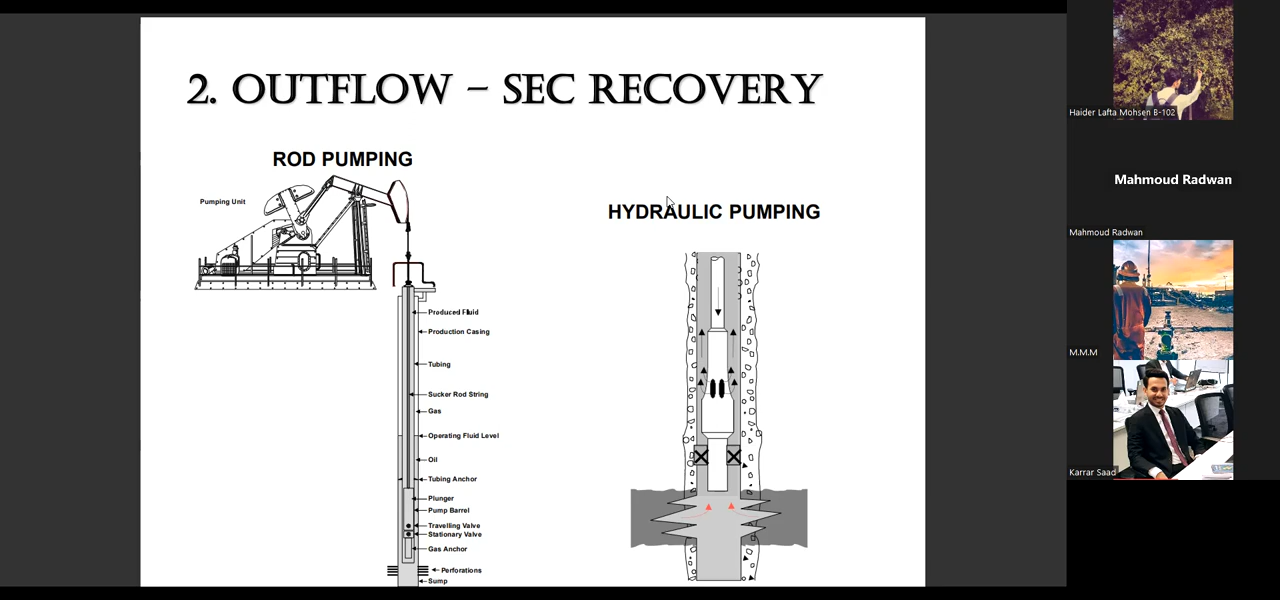 2. OUTFLOW – SEC RECOVERY
ROD PUMPING
Pumping Unit
Produced Fluid
Production Casing
Tubing
Sucker Rod String
Gas
Operating Fluid Level
Oil
Tubing Anchor
Plunger
Pump Barrel
Travelling Valve
Stationary Valve
Gas Anchor
Perforations
Sump
HYDRAULIC PUMPING
Haider Lafta Mohsen B-102
Mahmoud Radwan
Mahmoud Radwan
M.M.M
Karrar Saad